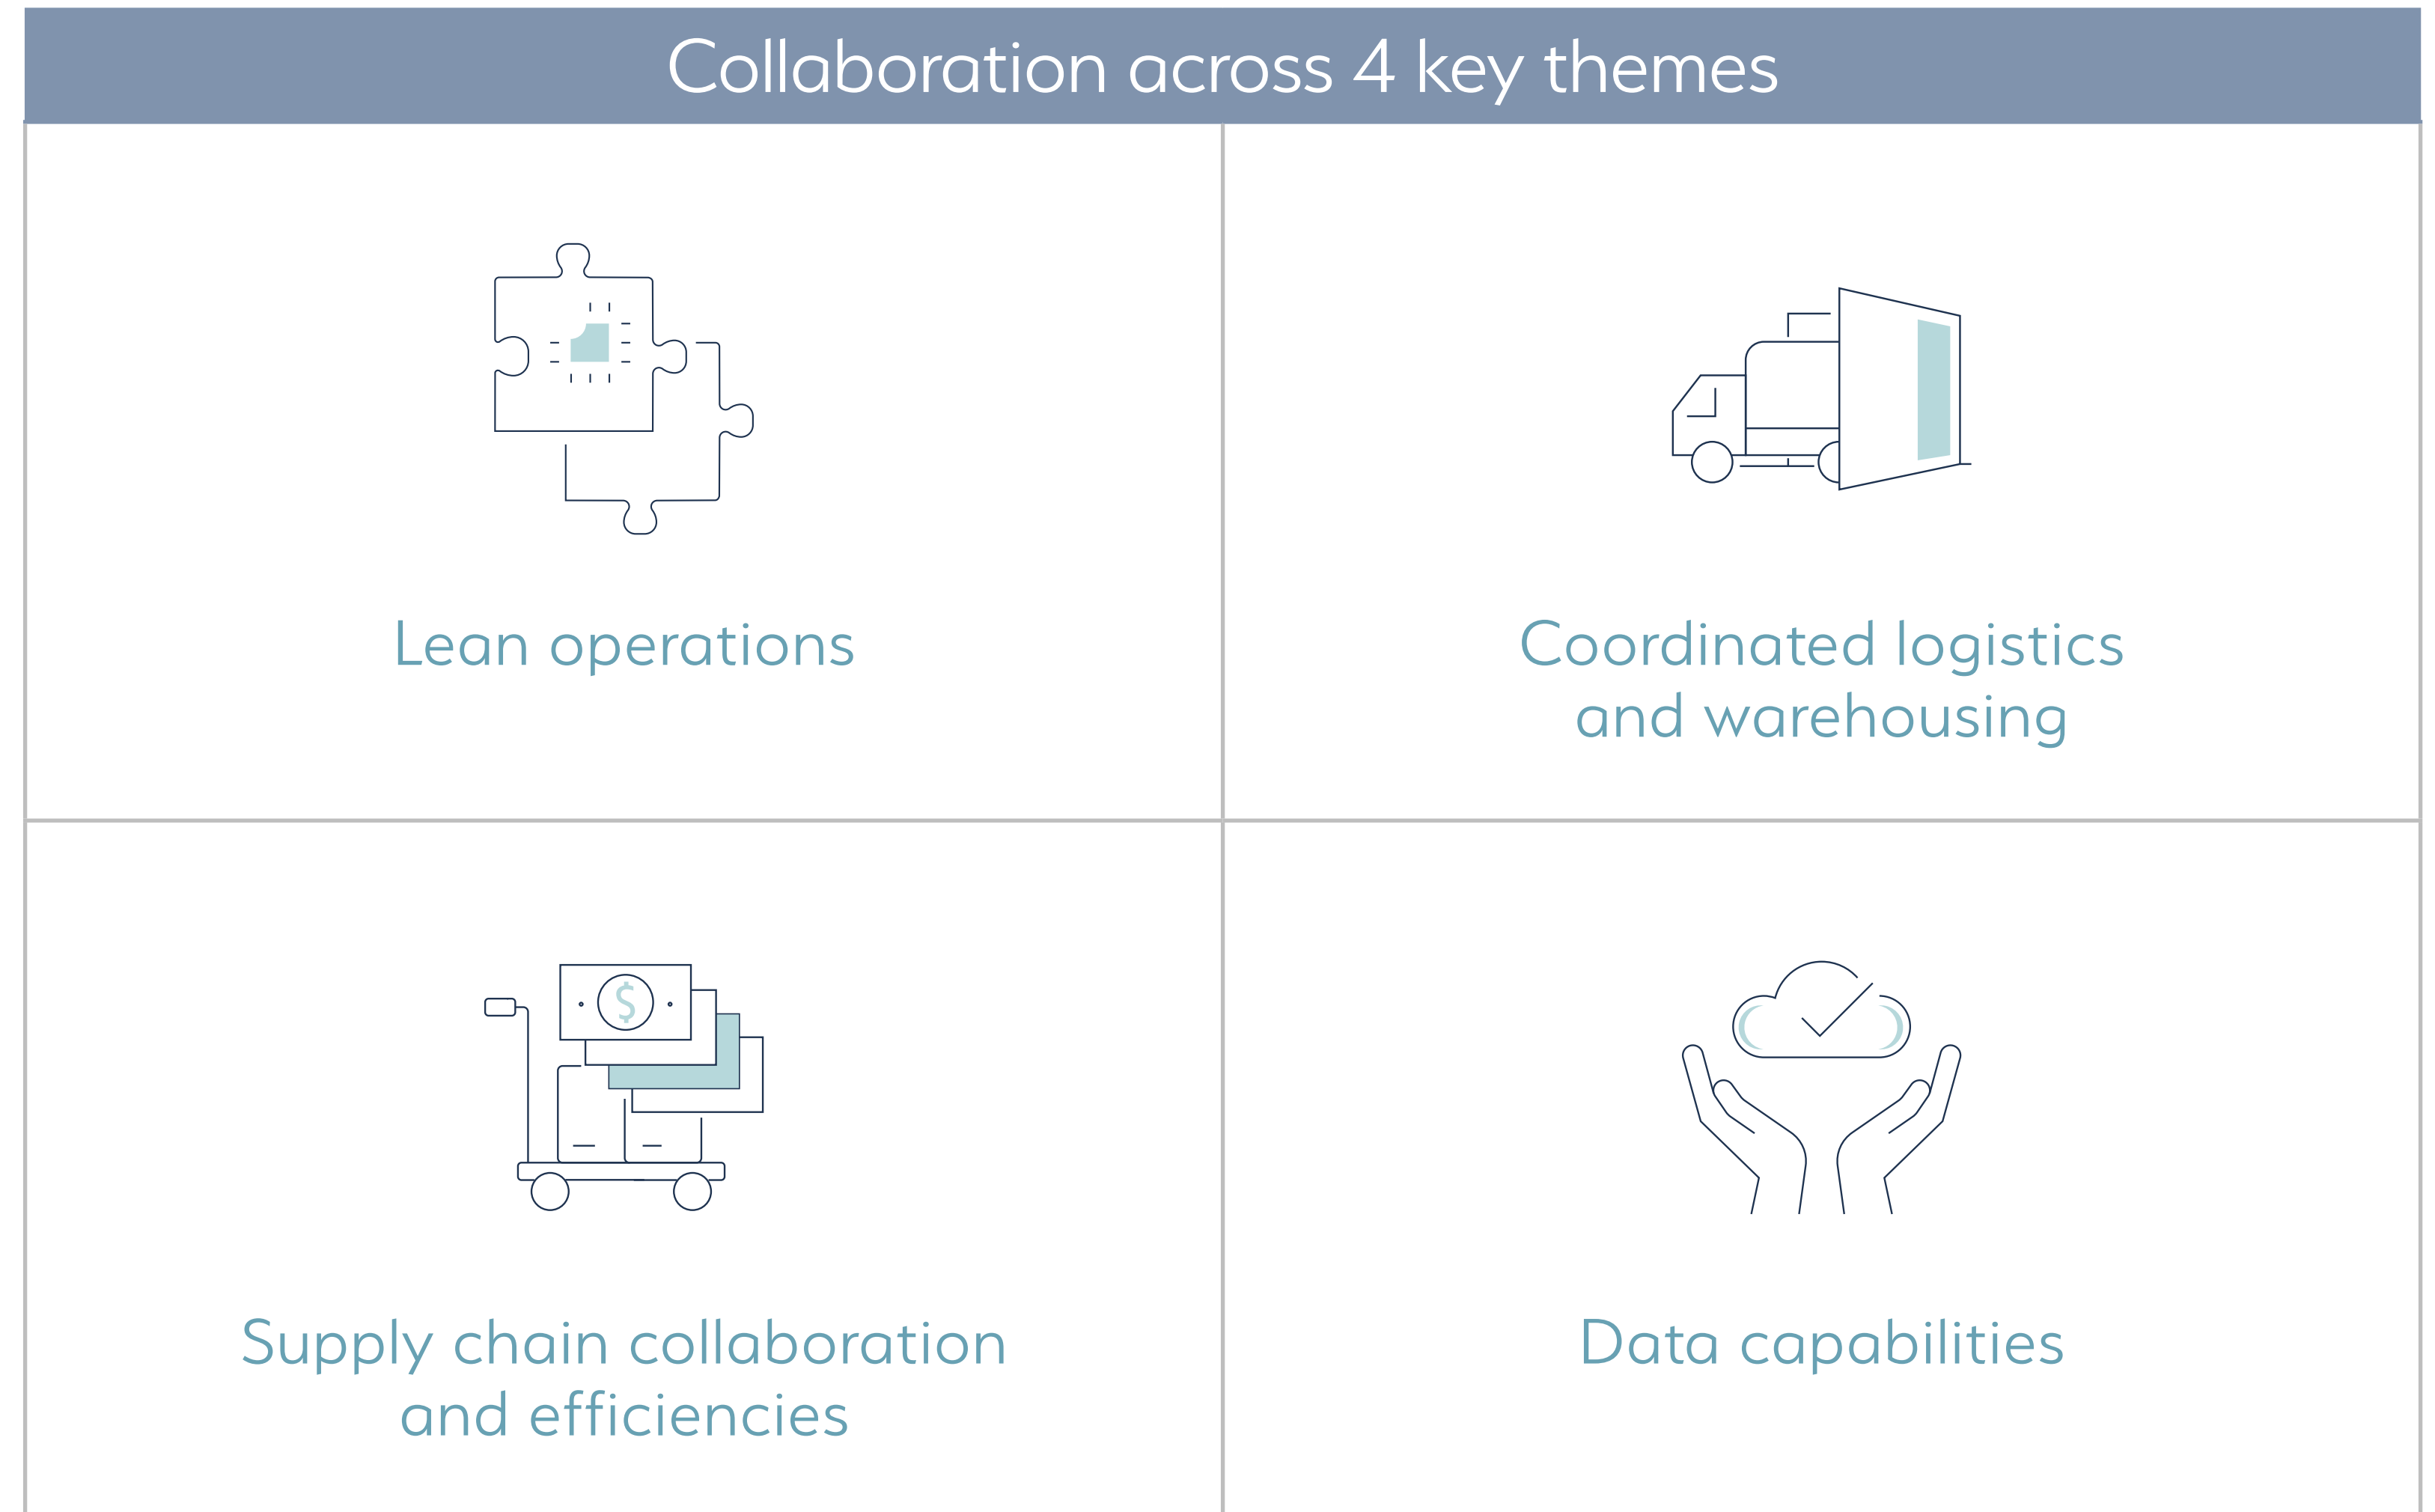 Collaboration across 4 key themes
Lean operations
Coordinated logistics
and warehousing
$
Supply chain collaboration
and efficiencies
Data capabilities